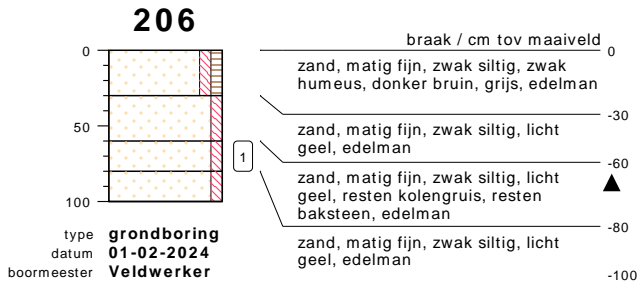 206
braak / cm tov maaiveld
0
50
100
1
0
zand, matig fijn, zwak siltig, zwak
humeus, donker bruin, grijs, edelman
-30
zand, matig fijn, zwak siltig, licht
geel, edelman
-60
zand, matig fijn, zwak siltig, licht
geel, resten kolengruis, resten
baksteen, edelman
-80
zand, matig fijn, zwak siltig, licht
geel, edelman
-100
type grondboring
datum 01-02-2024
boormeester Veldwerker